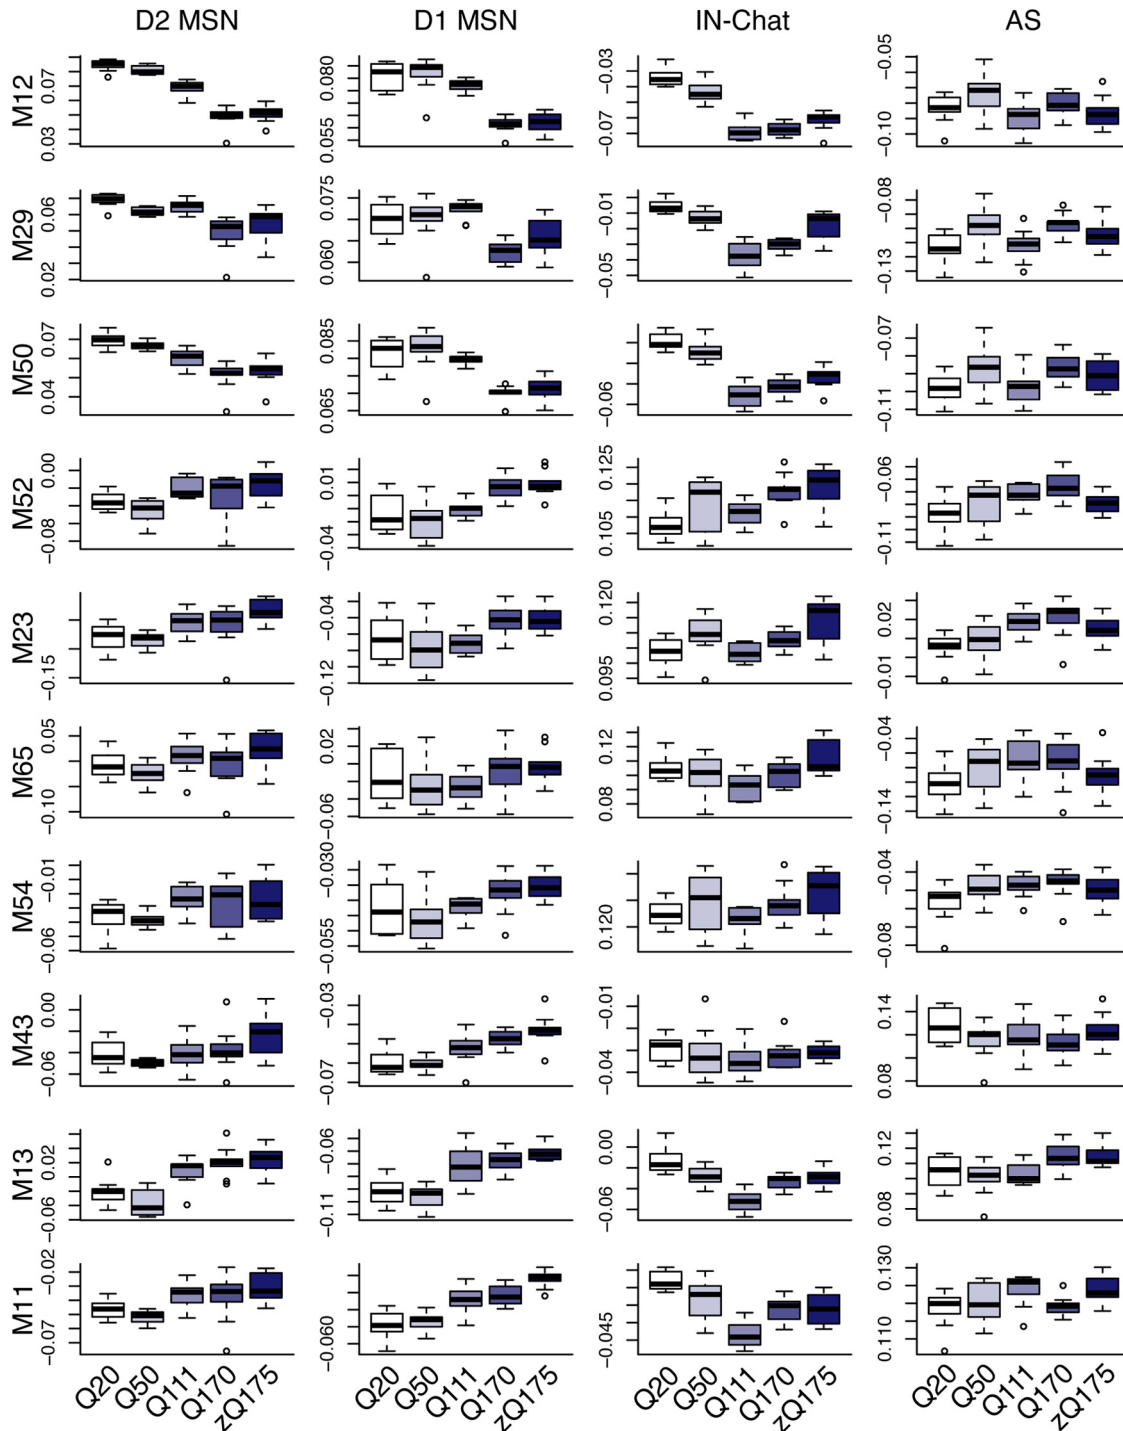 D2 MSN D1 MSN IN-Chat AS
M12 0.07 0.03 0.080 0.055 −0.03 −0.07 −0.05 −0.10
M29 0.06 0.02 0.075 0.060 −0.01 −0.05 −0.08 −0.13
M50 0.07 0.04 0.085 0.065 −0.06 −0.07 −0.11
M52 0.00 −0.08 0.01 −0.04 0.125 0.105 −0.06 −0.11
M23 −0.15 −0.04 −0.12 0.120 0.095 0.02 −0.01
M65 0.05 −0.10 0.02 −0.06 0.12 0.08 −0.04 −0.14
M54 −0.01 −0.06 −0.030 −0.055 0.120 −0.04 −0.08
M43 0.00 −0.06 −0.03 −0.07 −0.01 −0.04 0.14 0.08
M13 0.02 −0.06 −0.06 −0.11 0.00 −0.06 0.12 0.08
M11 −0.02 −0.07 −0.060 −0.045 0.130 0.110
Q20 Q50 Q111 Q170 zQ175 Q20 Q50 Q111 Q170 zQ175 Q20 Q50 Q111 Q170 zQ175 Q20 Q50 Q111 Q170 zQ175